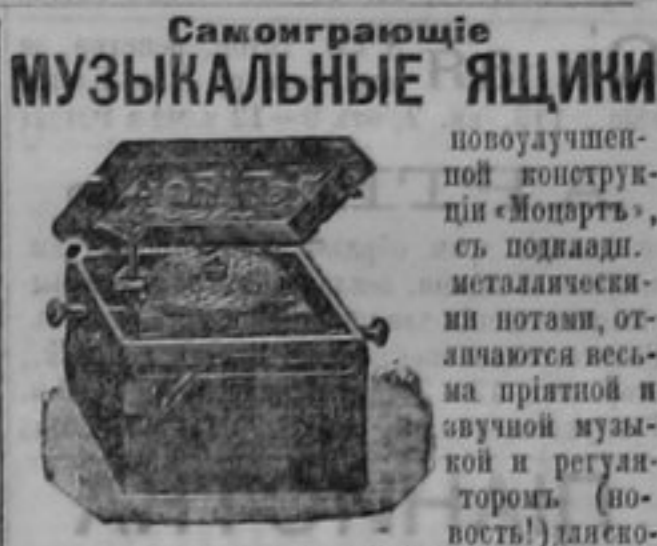 Самоиграющіе
МУЗЫКАЛЬНЫЕ ЯЩИКИ
новоулучшен-
ной конструк-
ціи «Моцартъ»,
съ подкладн.
металлически-
ми нотами, от-
личаются весь-
ма пріятной и
звучной музы-
кой и регуля-
торомъ (но-
вость!) для ско-